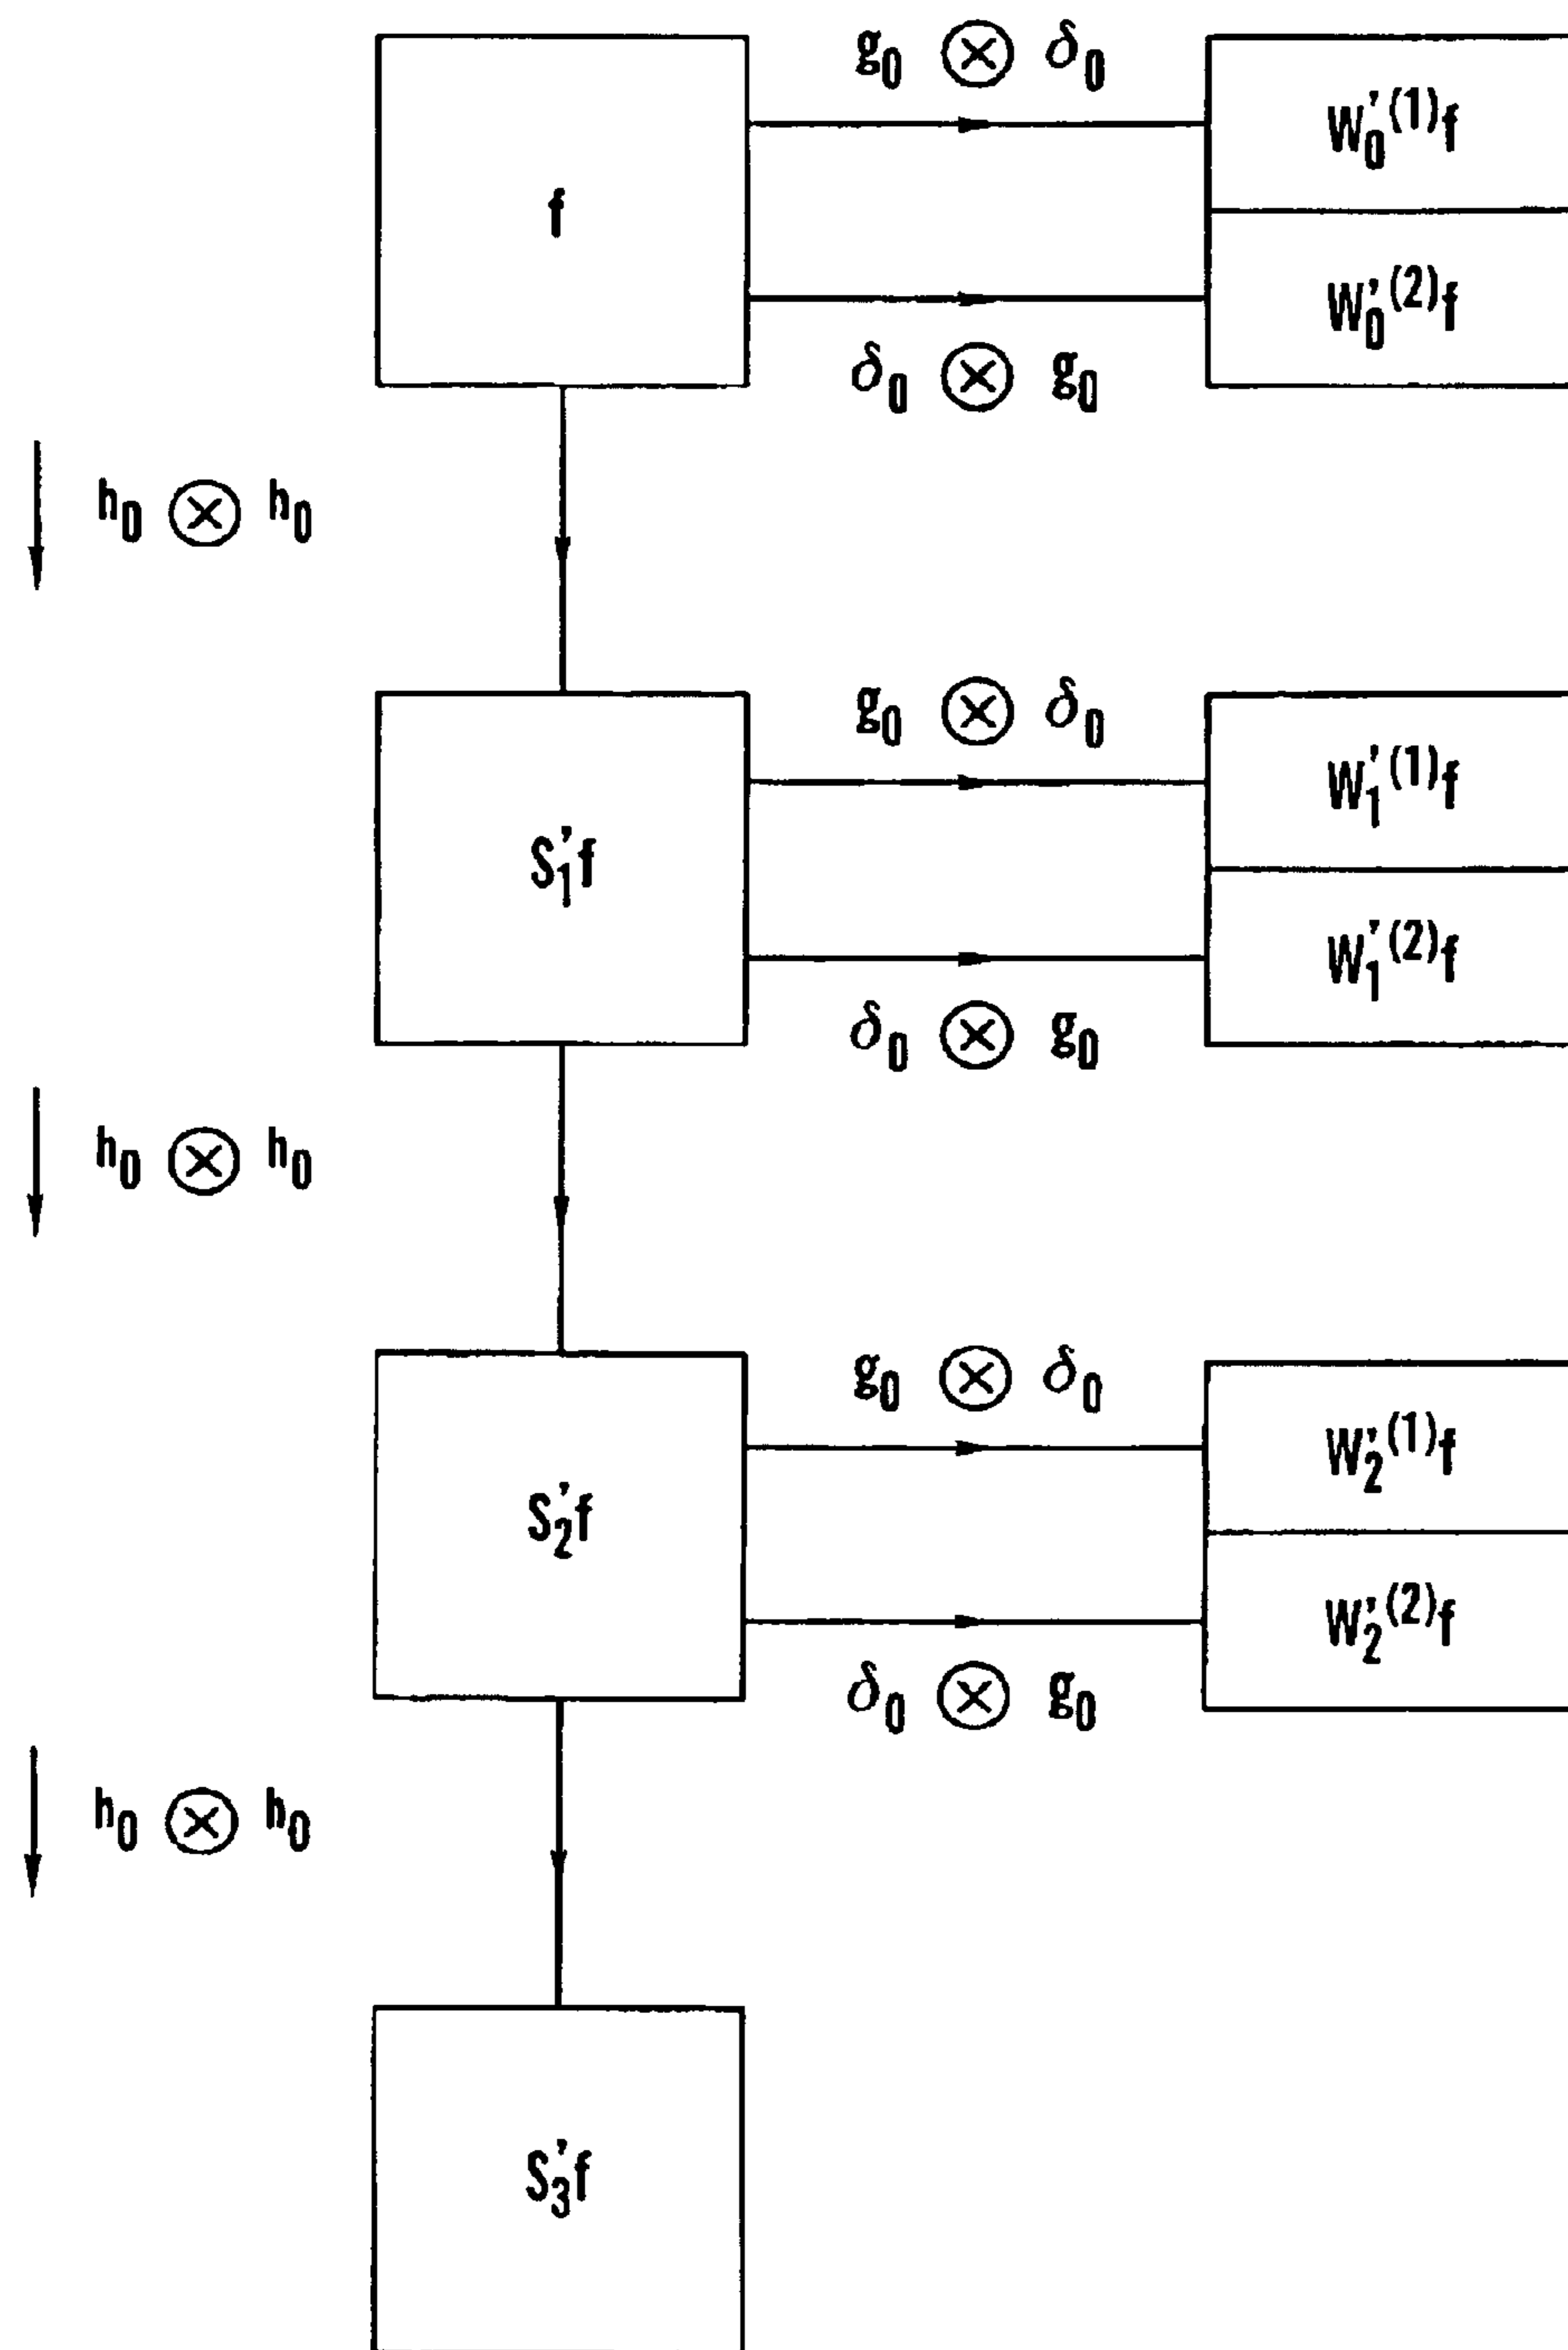 g₀ ⊗ δ₀
W₀'⁽¹⁾f
f
W₀'⁽²⁾f
δ₀ ⊗ g₀
h₀ ⊗ h₀
g₀ ⊗ δ₀
W₁'⁽¹⁾f
S₁'f
W₁'⁽²⁾f
δ₀ ⊗ g₀
h₀ ⊗ h₀
g₀ ⊗ δ₀
W₂'⁽¹⁾f
S₂'f
W₂'⁽²⁾f
δ₀ ⊗ g₀
h₀ ⊗ h₀
S₃'f